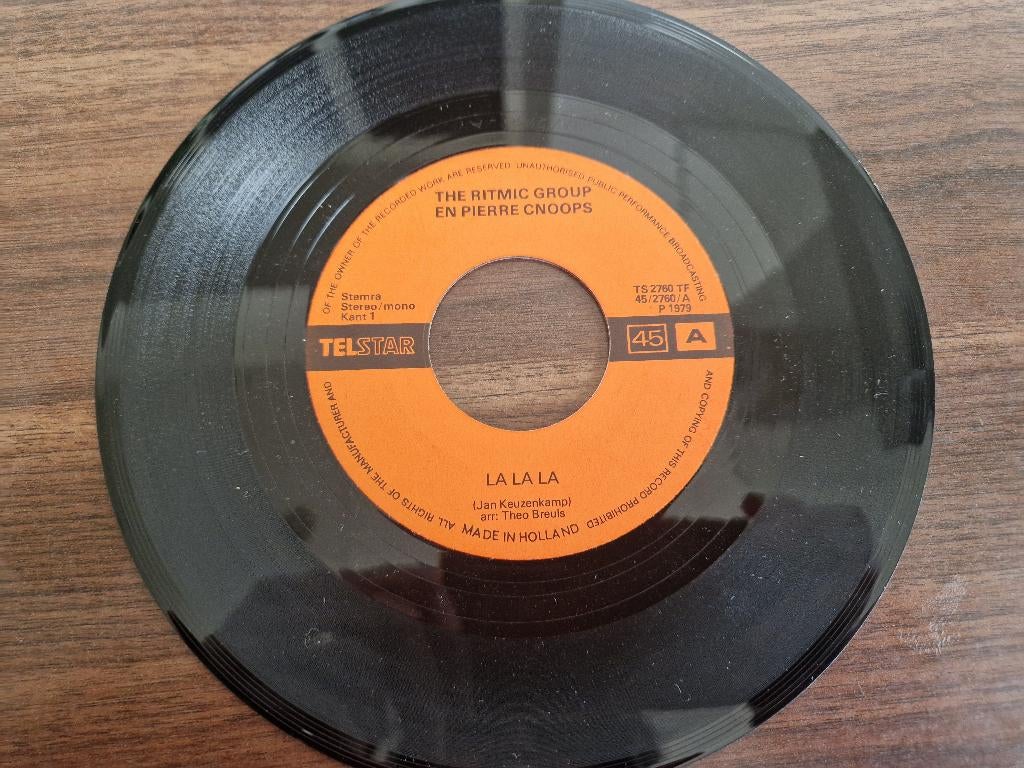 THE RITMIC GROUP
EN PIERRE CNOOPS
Stemra
Stereo/mono
Kant 1
TS 2760 TF
45/2760/A
P 1979
TELSTAR
45 A
LA LA LA
(Jan Keuzenkamp)
arr: Theo Breuls
MADE IN HOLLAND
ALL RIGHTS OF THE MANUFACTURER AND OF THE OWNER OF THE RECORDED WORK ARE RESERVED. UNAUTHORISED PUBLIC PERFORMANCE BROADCASTING AND COPYING OF THIS RECORD PROHIBITED